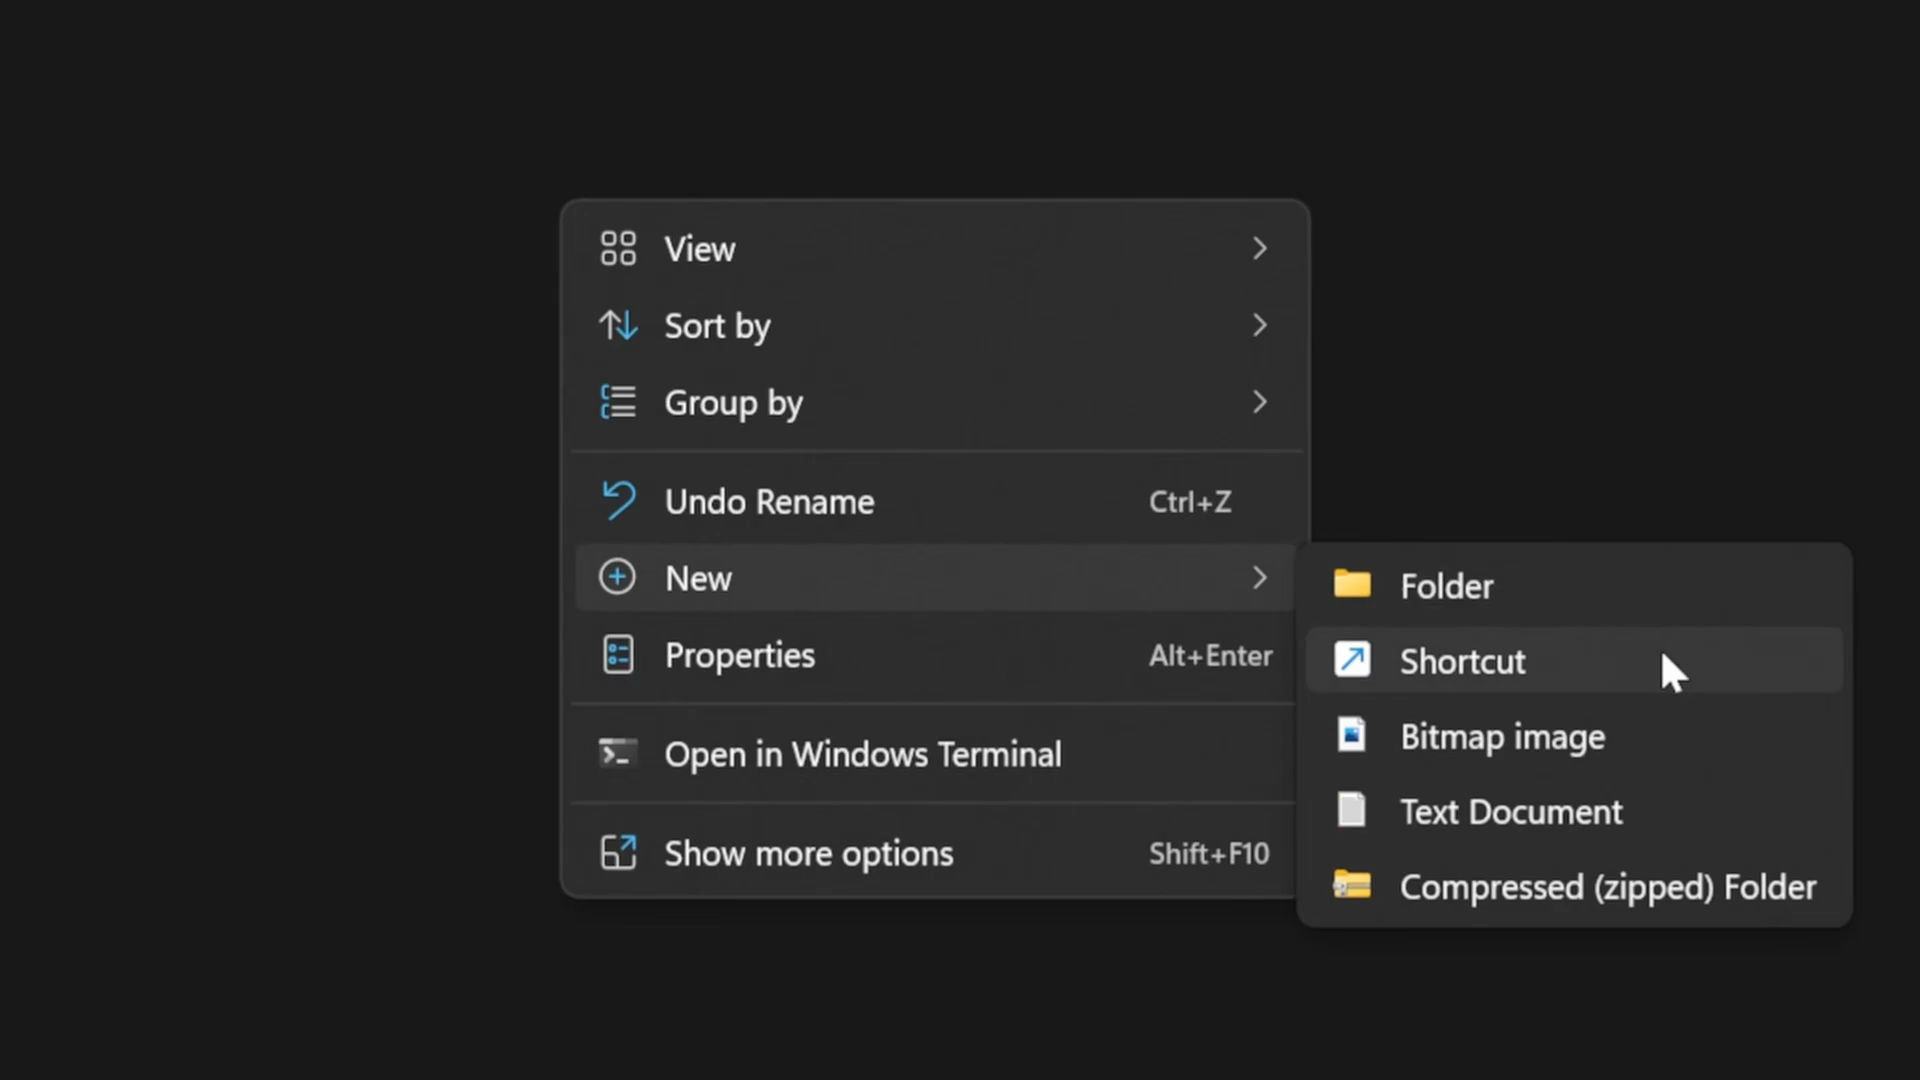 View
Sort by
Group by
Undo Rename Ctrl+Z
New
Properties Alt+Enter
Open in Windows Terminal
Show more options Shift+F10
Folder
Shortcut
Bitmap image
Text Document
Compressed (zipped) Folder